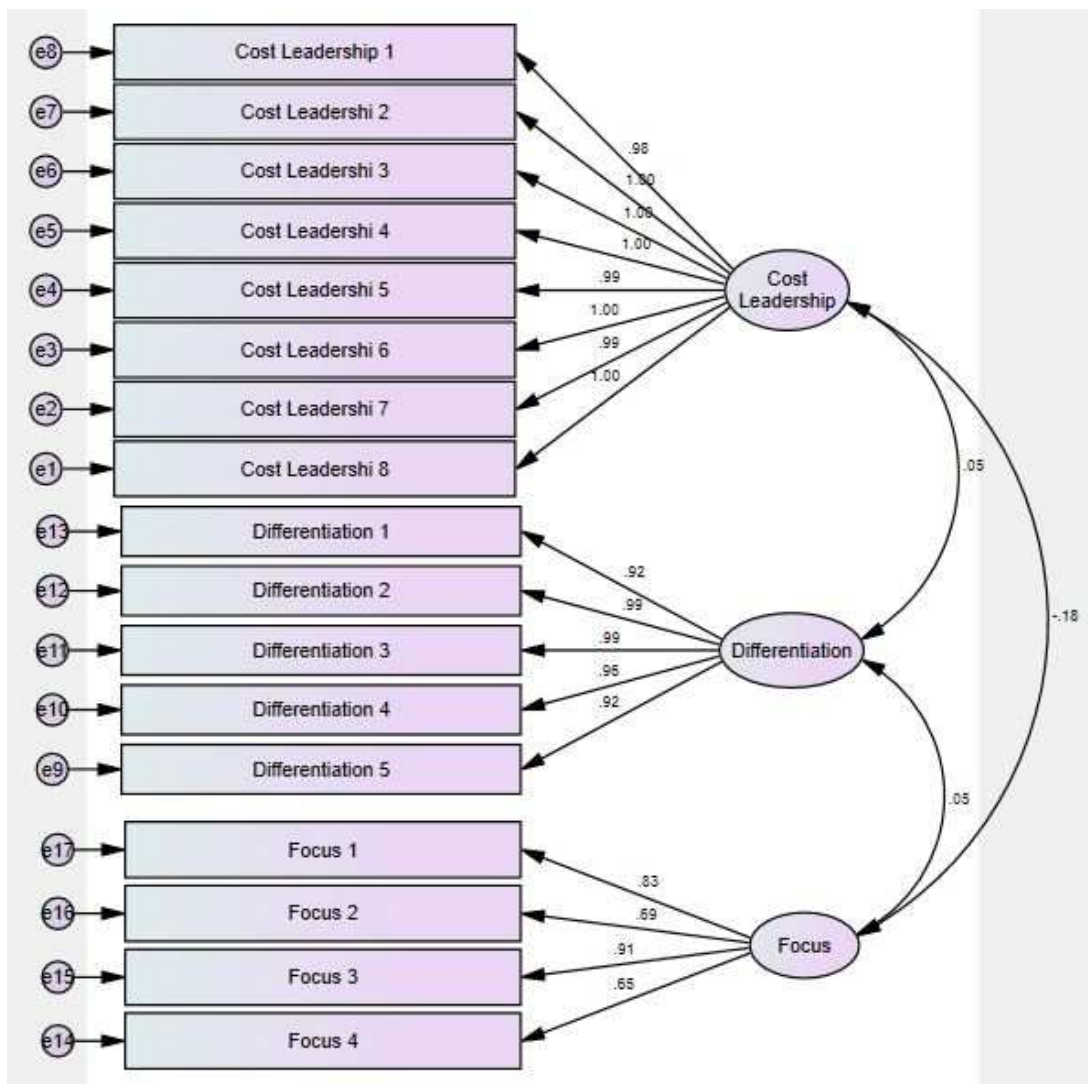 e8
Cost Leadership 1
e7
Cost Leadershi 2
e6
Cost Leadershi 3
e5
Cost Leadershi 4
e4
Cost Leadershi 5
e3
Cost Leadershi 6
e2
Cost Leadershi 7
e1
Cost Leadershi 8
.98
1.00
1.00
1.00
.99
1.00
.99
1.00
Cost
Leadership
e13
Differentiation 1
e12
Differentiation 2
e11
Differentiation 3
e10
Differentiation 4
e9
Differentiation 5
.92
.99
.99
.96
.92
Differentiation
e17
Focus 1
e16
Focus 2
e15
Focus 3
e14
Focus 4
.83
.69
.91
.65
Focus
.05
-.18
.05